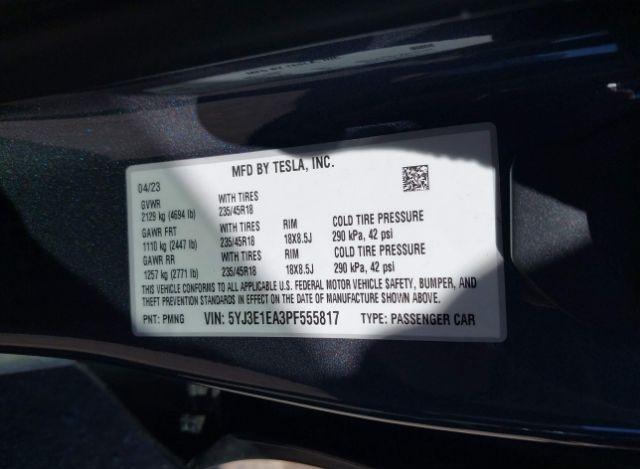 MFD BY TESLA, INC.
04/23
GVWR WITH TIRES
2129 kg (4694 lb) 235/45R18
GAWR FRT WITH TIRES RIM COLD TIRE PRESSURE
1110 kg (2447 lb) 235/45R18 18X8.5J 290 kPa, 42 psi
GAWR RR WITH TIRES RIM COLD TIRE PRESSURE
1257 kg (2771 lb) 235/45R18 18X8.5J 290 kPa, 42 psi
THIS VEHICLE CONFORMS TO ALL APPLICABLE U.S. FEDERAL MOTOR VEHICLE SAFETY, BUMPER, AND
THEFT PREVENTION STANDARDS IN EFFECT ON THE DATE OF MANUFACTURE SHOWN ABOVE.
PNT: PMNG VIN: 5YJ3E1EA3PF555817 TYPE: PASSENGER CAR